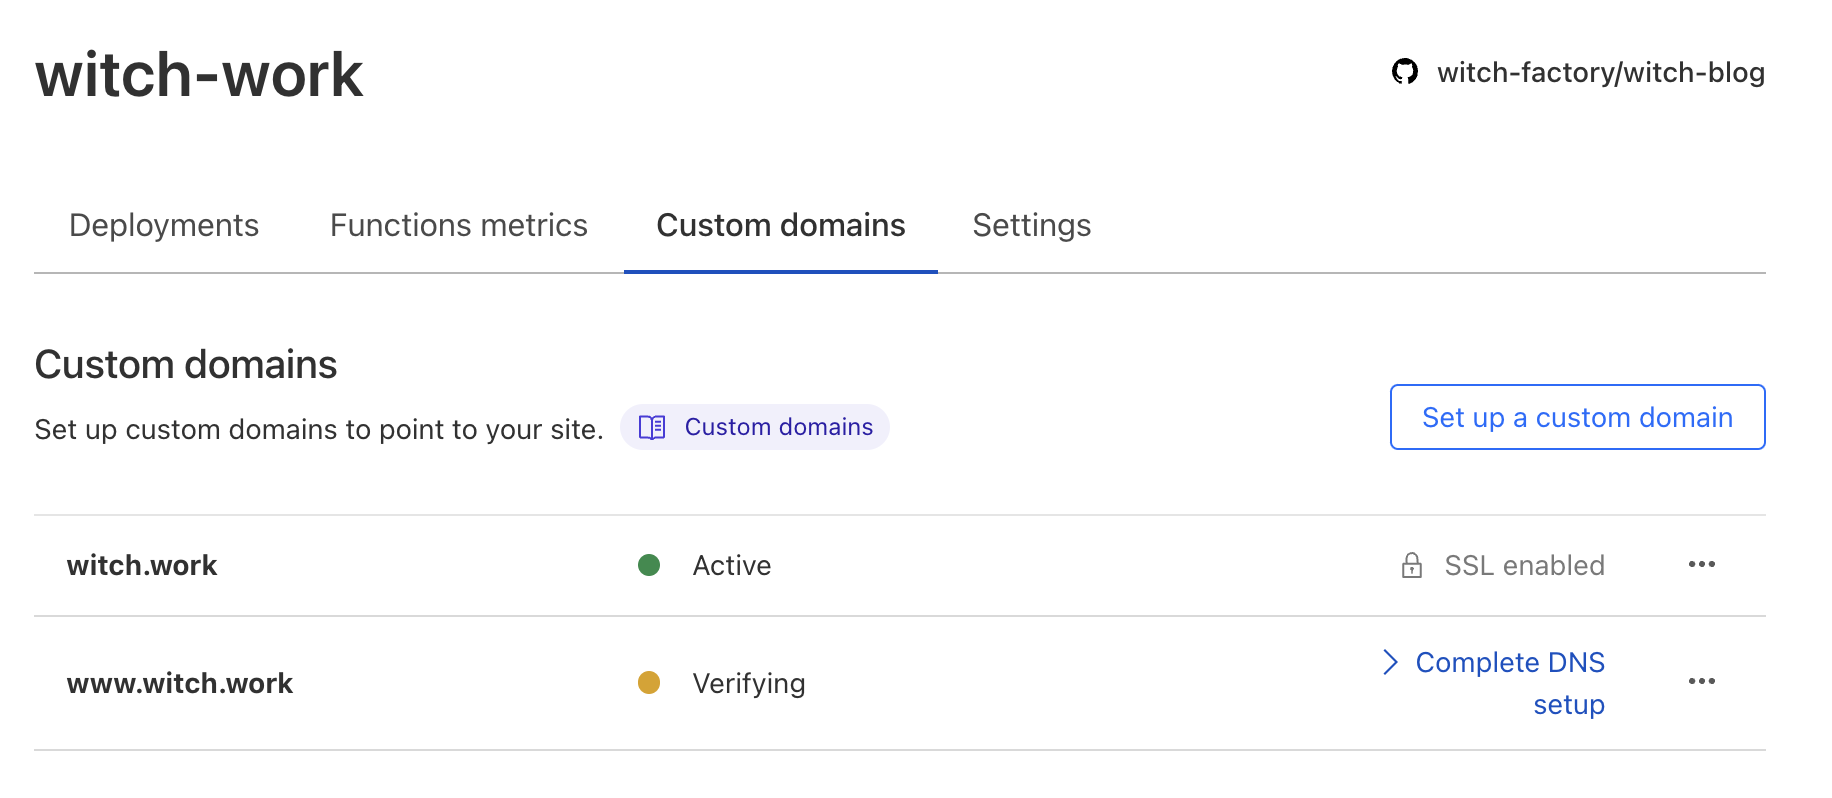 witch-work
witch-factory/witch-blog
Deployments
Functions metrics
Custom domains
Settings
Custom domains
Set up custom domains to point to your site.
Custom domains
Set up a custom domain
witch.work
Active
SSL enabled
www.witch.work
Verifying
Complete DNS
setup